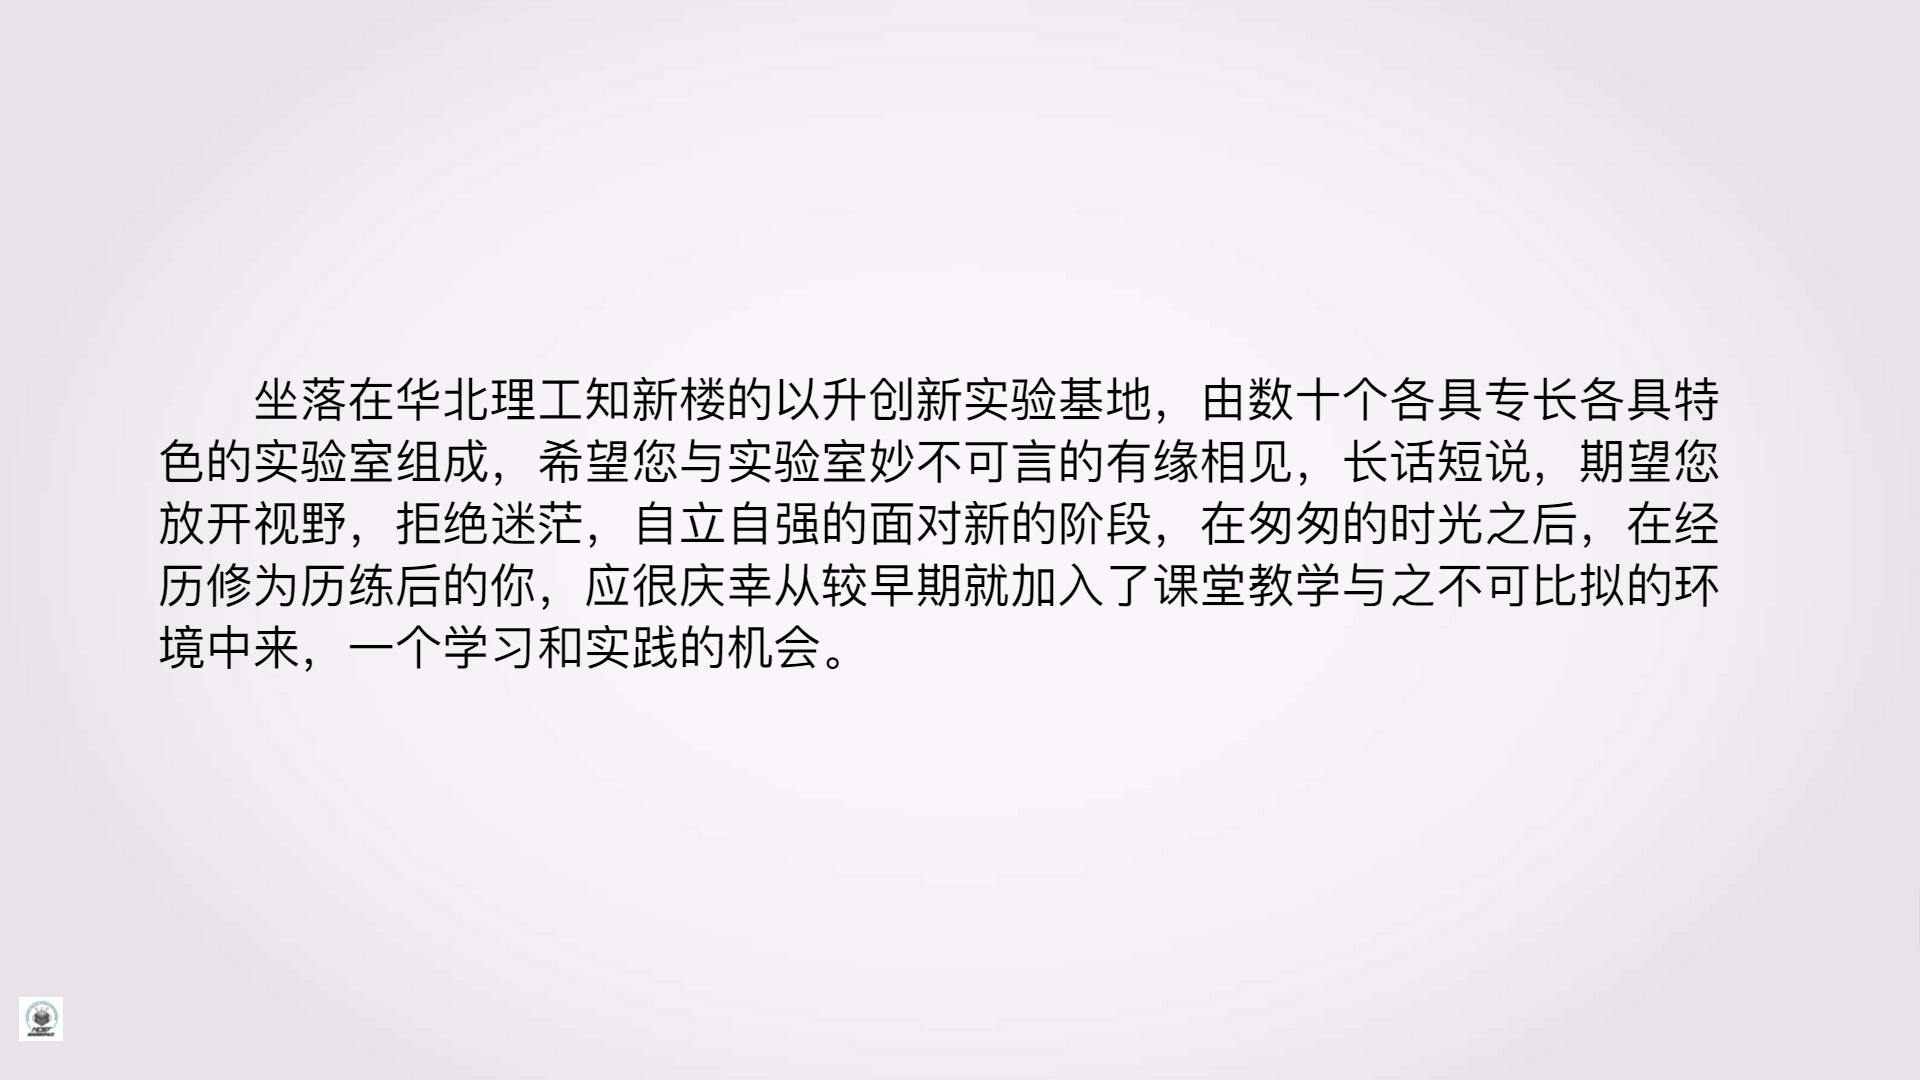 坐落在华北理工知新楼的以升创新实验基地，由数十个各具专长各具特
色的实验室组成，希望您与实验室妙不可言的有缘相见，长话短说，期望您
放开视野，拒绝迷茫，自立自强的面对新的阶段，在匆匆的时光之后，在经
历修为历练后的你，应很庆幸从较早期就加入了课堂教学与之不可比拟的环
境中来，一个学习和实践的机会。